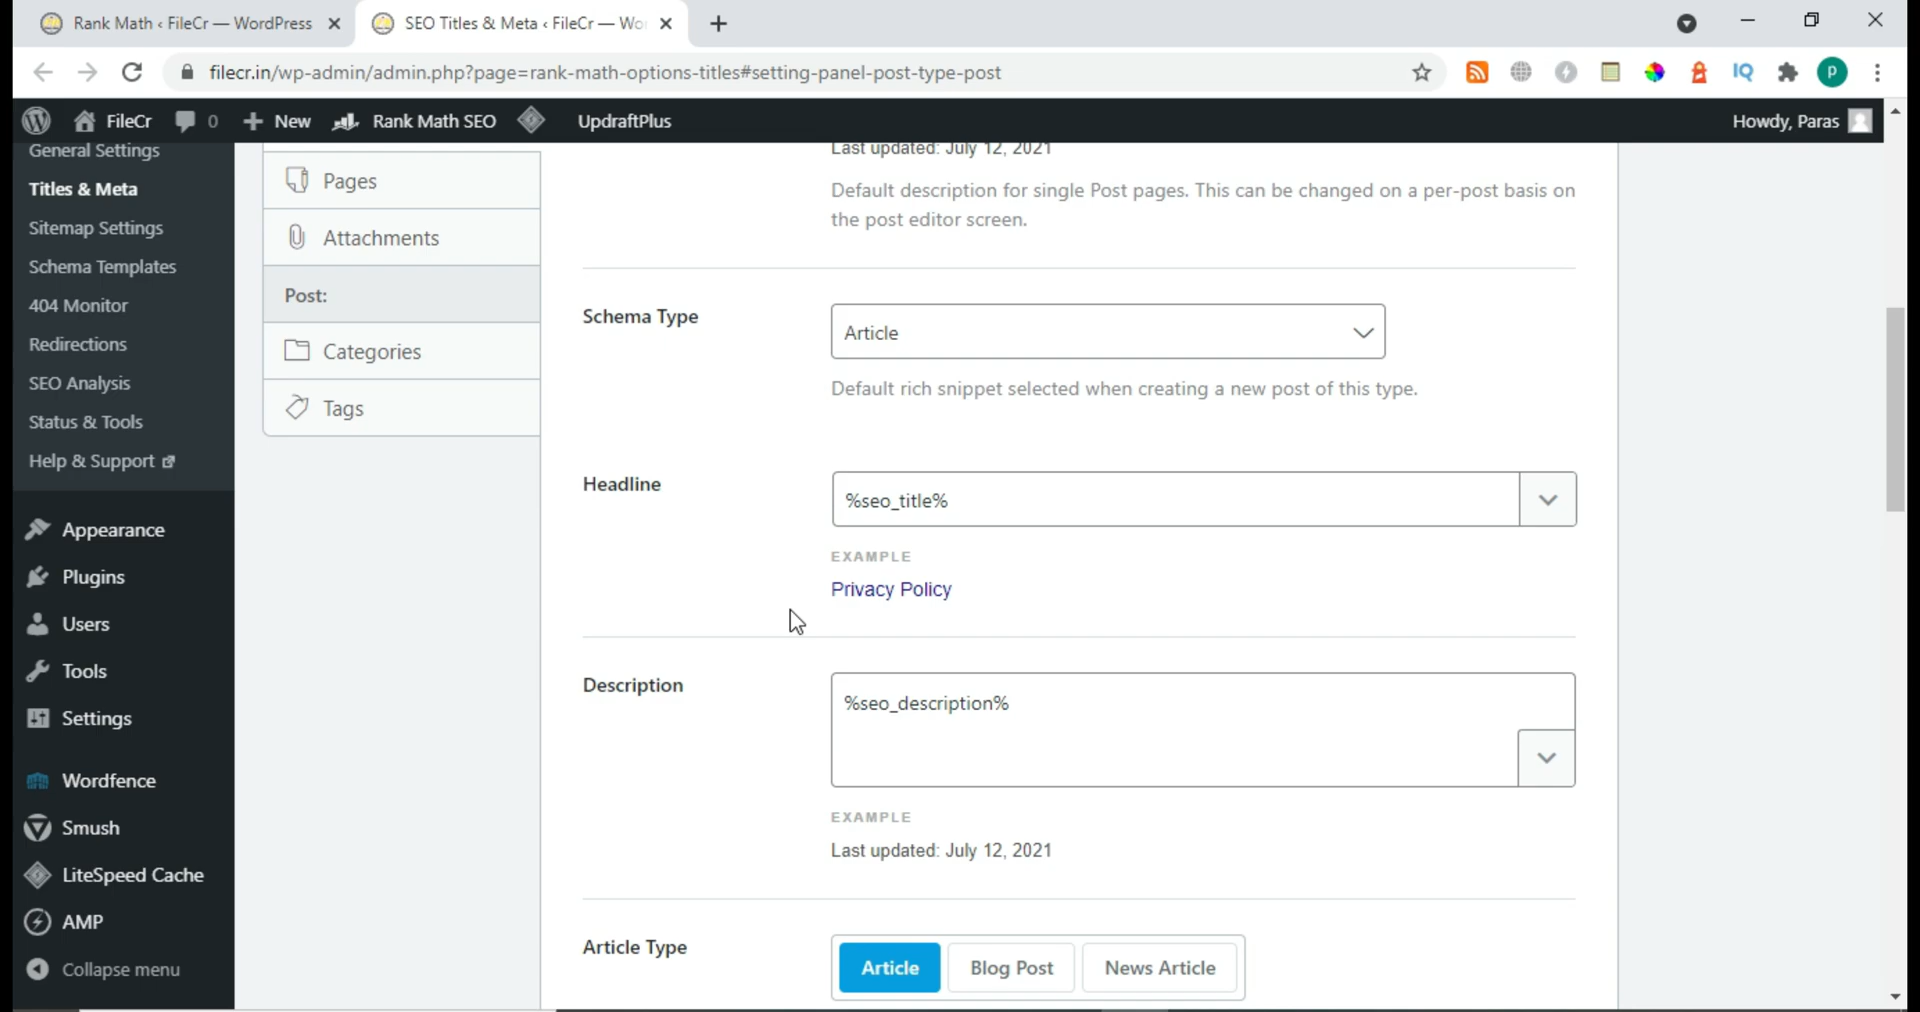 Rank Math ‹ FileCr — WordPress
SEO Titles & Meta ‹ FileCr — Wor
filecr.in/wp-admin/admin.php?page=rank-math-options-titles#setting-panel-post-type-post
IQ
P
FileCr
0
New
Rank Math SEO
UpdraftPlus
Howdy, Paras
General Settings
Titles & Meta
Sitemap Settings
Schema Templates
404 Monitor
Redirections
SEO Analysis
Status & Tools
Help & Support
Appearance
Plugins
Users
Tools
Settings
Wordfence
Smush
LiteSpeed Cache
AMP
Collapse menu
Pages
Attachments
Post:
Categories
Tags
Last updated: July 12, 2021
Default description for single Post pages. This can be changed on a per-post basis on
the post editor screen.
Schema Type
Article
Default rich snippet selected when creating a new post of this type.
Headline
%seo_title%
EXAMPLE
Privacy Policy
Description
%seo_description%
EXAMPLE
Last updated: July 12, 2021
Article Type
Article
Blog Post
News Article